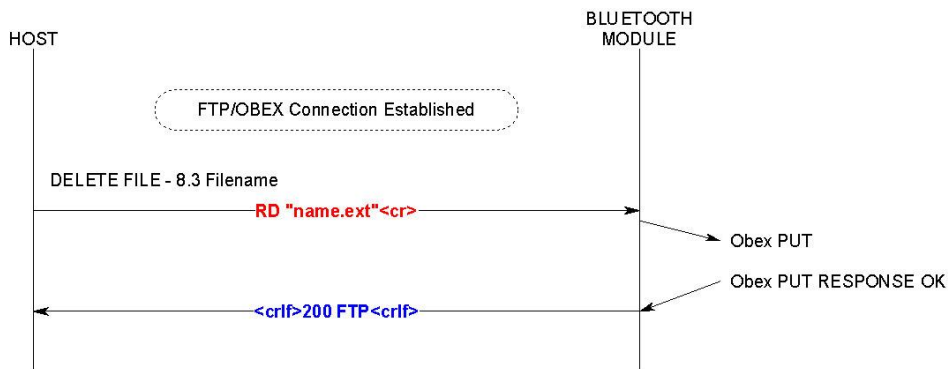 HOST
BLUETOOTH
MODULE
FTP/OBEX Connection Established
DELETE FILE - 8.3 Filename
RD "name.ext"<cr>
Obex PUT
Obex PUT RESPONSE OK
<crlf>200 FTP<crlf>